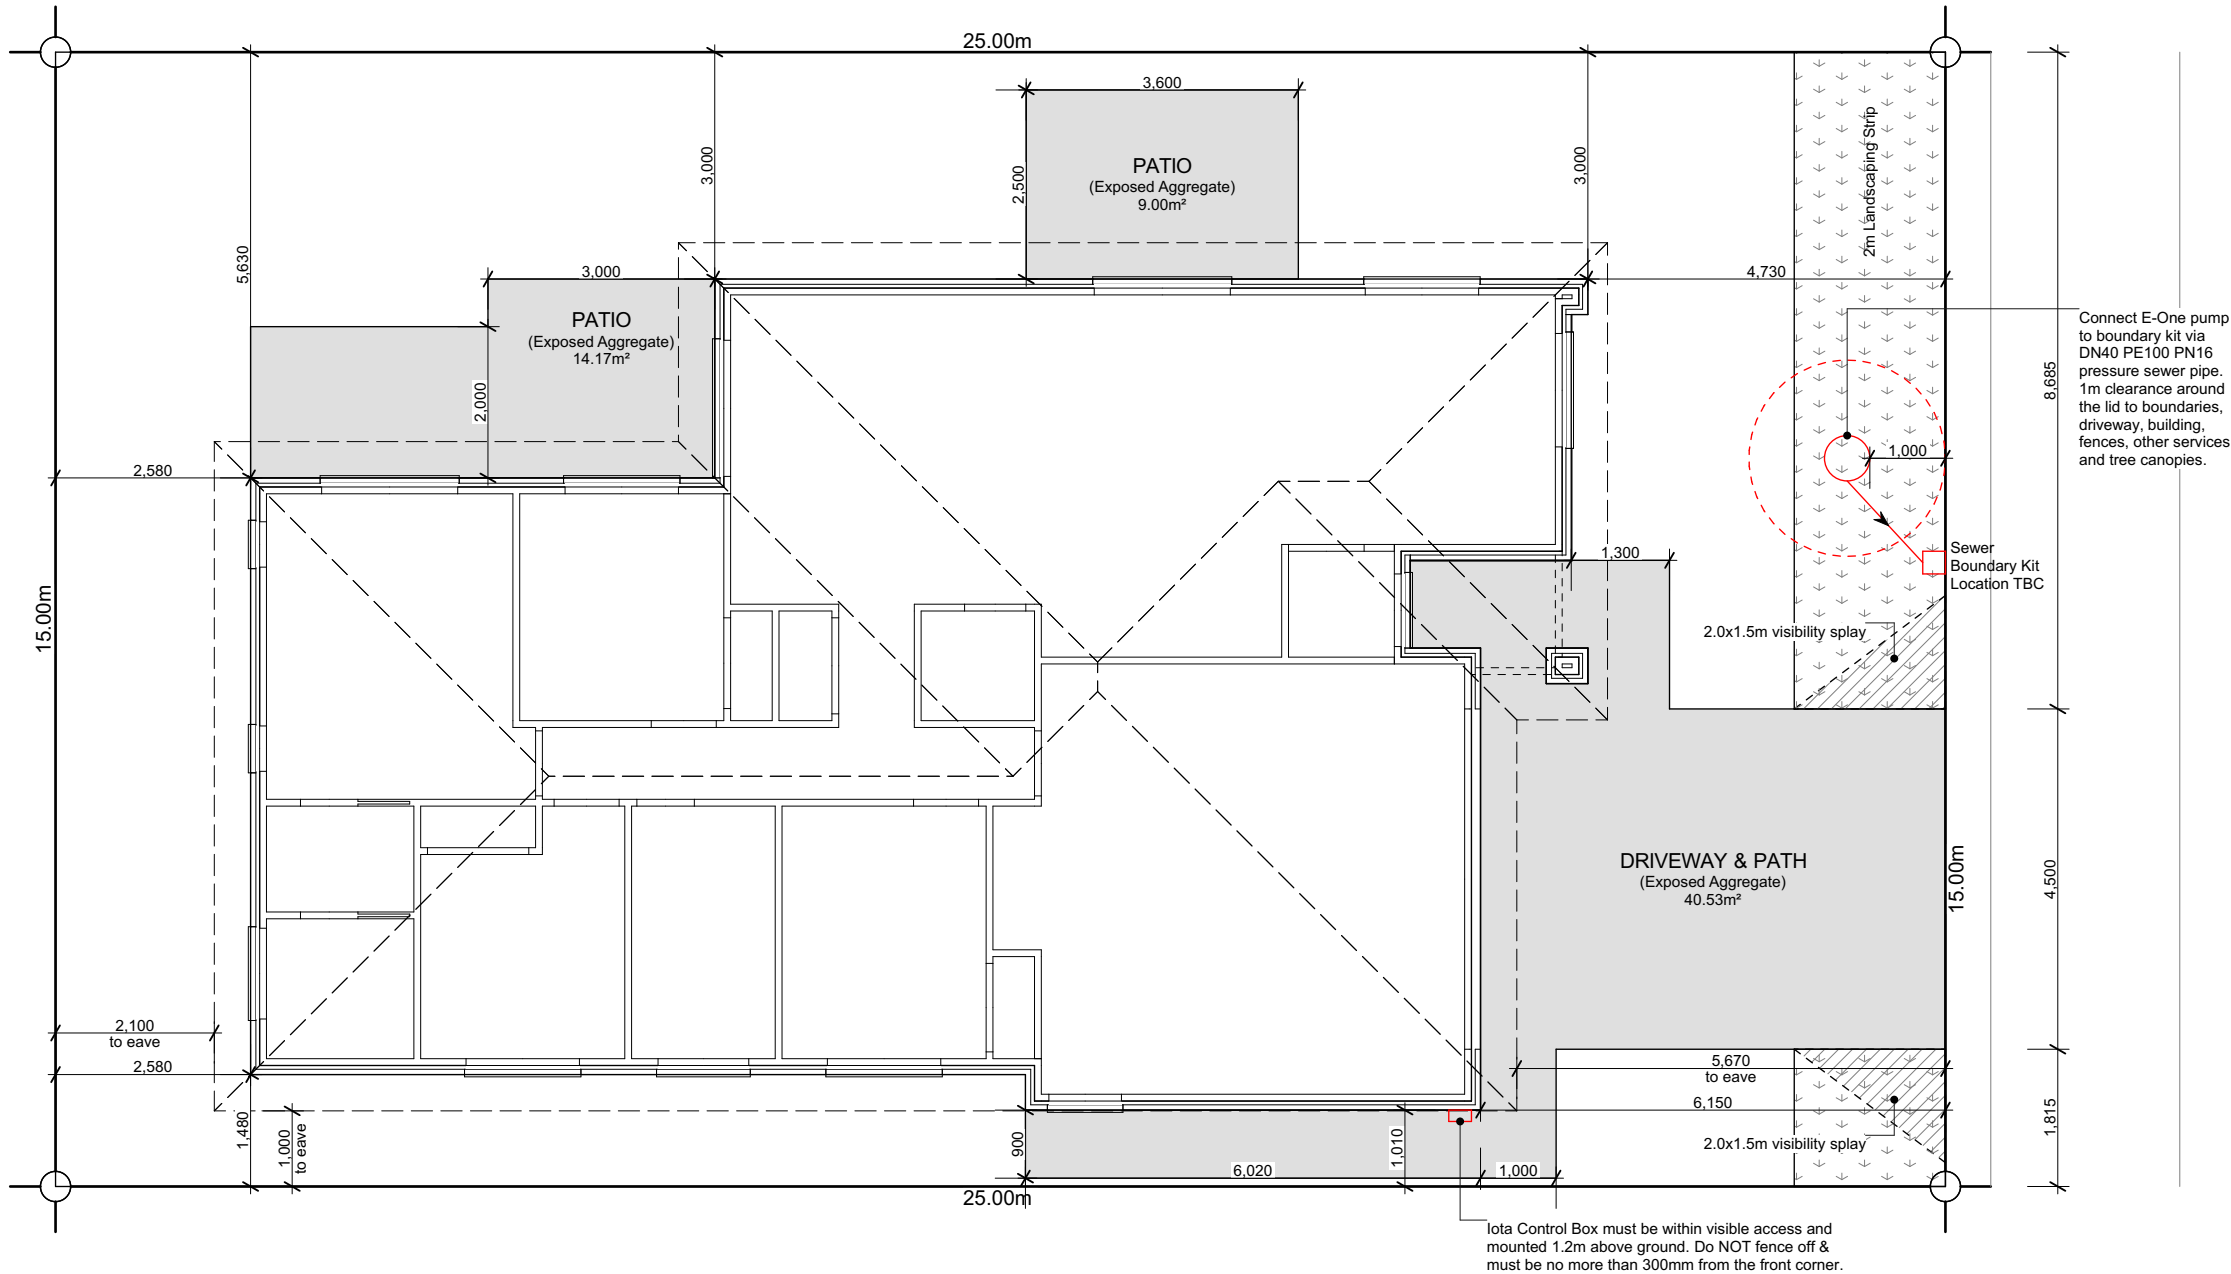 25.00m
3,600
3,000
2,500
PATIO
(Exposed Aggregate)
9.00m²
3,000
2m Landscaping Strip
5,630
3,000
4,730
PATIO
(Exposed Aggregate)
14.17m²
2,000
Connect E-One pump
to boundary kit via
DN40 PE100 PN16
pressure sewer pipe.
1m clearance around
the lid to boundaries,
driveway, building,
fences, other services
and tree canopies.
8,685
1,000
2,580
1,300
Sewer
Boundary Kit
Location TBC
15.00m
2.0x1.5m visibility splay
DRIVEWAY & PATH
(Exposed Aggregate)
40.53m²
15.00m
4,500
2,100
to eave
2,580
5,670
to eave
6,150
1,480
1,000
to eave
900
1,010
1,815
2.0x1.5m visibility splay
6,020
1,000
25.00m
Iota Control Box must be within visible access and
mounted 1.2m above ground. Do NOT fence off &
must be no more than 300mm from the front corner.